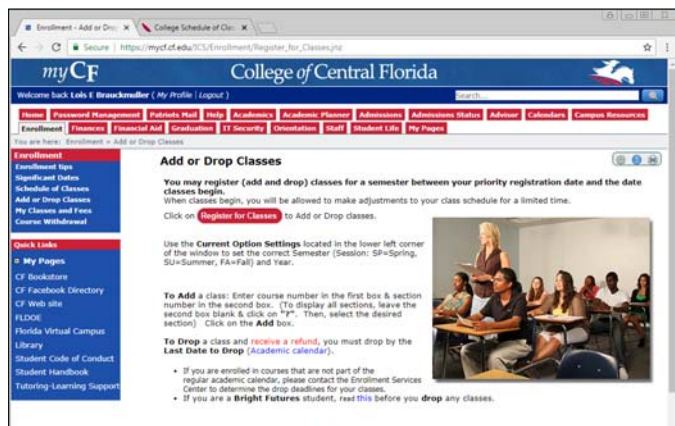 Enrollment - Add or Dro
College Schedule of Clas
Secure https://mycf.cf.edu/ICS/Enrollment/Register_for_Classes.jnz
myCF
College of Central Florida
Welcome back Lois E Brauckmuller ( My Profile | Logout )
Search...
Home Password Management Patriots Mail Help Academics Academic Planner Admissions Admissions Status Advisor Calendars Campus Resources
Enrollment Finances Financial Aid Graduation IT Security Orientation Staff Student Life My Pages
You are here: Enrollment > Add or Drop Classes
Enrollment
Enrollment tips
Significant Dates
Schedule of Classes
Add or Drop Classes
My Classes and Fees
Course Withdrawal
Quick Links
My Pages
CF Bookstore
CF Facebook Directory
CF Web site
FLDOE
Florida Virtual Campus
Library
Student Code of Conduct
Student Handbook
Tutoring-Learning Support
Add or Drop Classes
You may register (add and drop) classes for a semester between your priority registration date and the date
classes begin.
When classes begin, you will be allowed to make adjustments to your class schedule for a limited time.
Click on Register for Classes to Add or Drop classes.
Use the Current Option Settings located in the lower left corner
of the window to set the correct Semester (Session: SP=Spring,
SU=Summer, FA=Fall) and Year.
To Add a class: Enter course number in the first box & section
number in the second box. (To display all sections, leave the
second box blank & click on "?". Then, select the desired
section) Click on the Add box.
To Drop a class and receive a refund, you must drop by the
Last Date to Drop (Academic calendar).
• If you are enrolled in courses that are not part of the
regular academic calendar, please contact the Enrollment Services
Center to determine the drop deadlines for your classes.
• If you are a Bright Futures student, read this before you drop any classes.